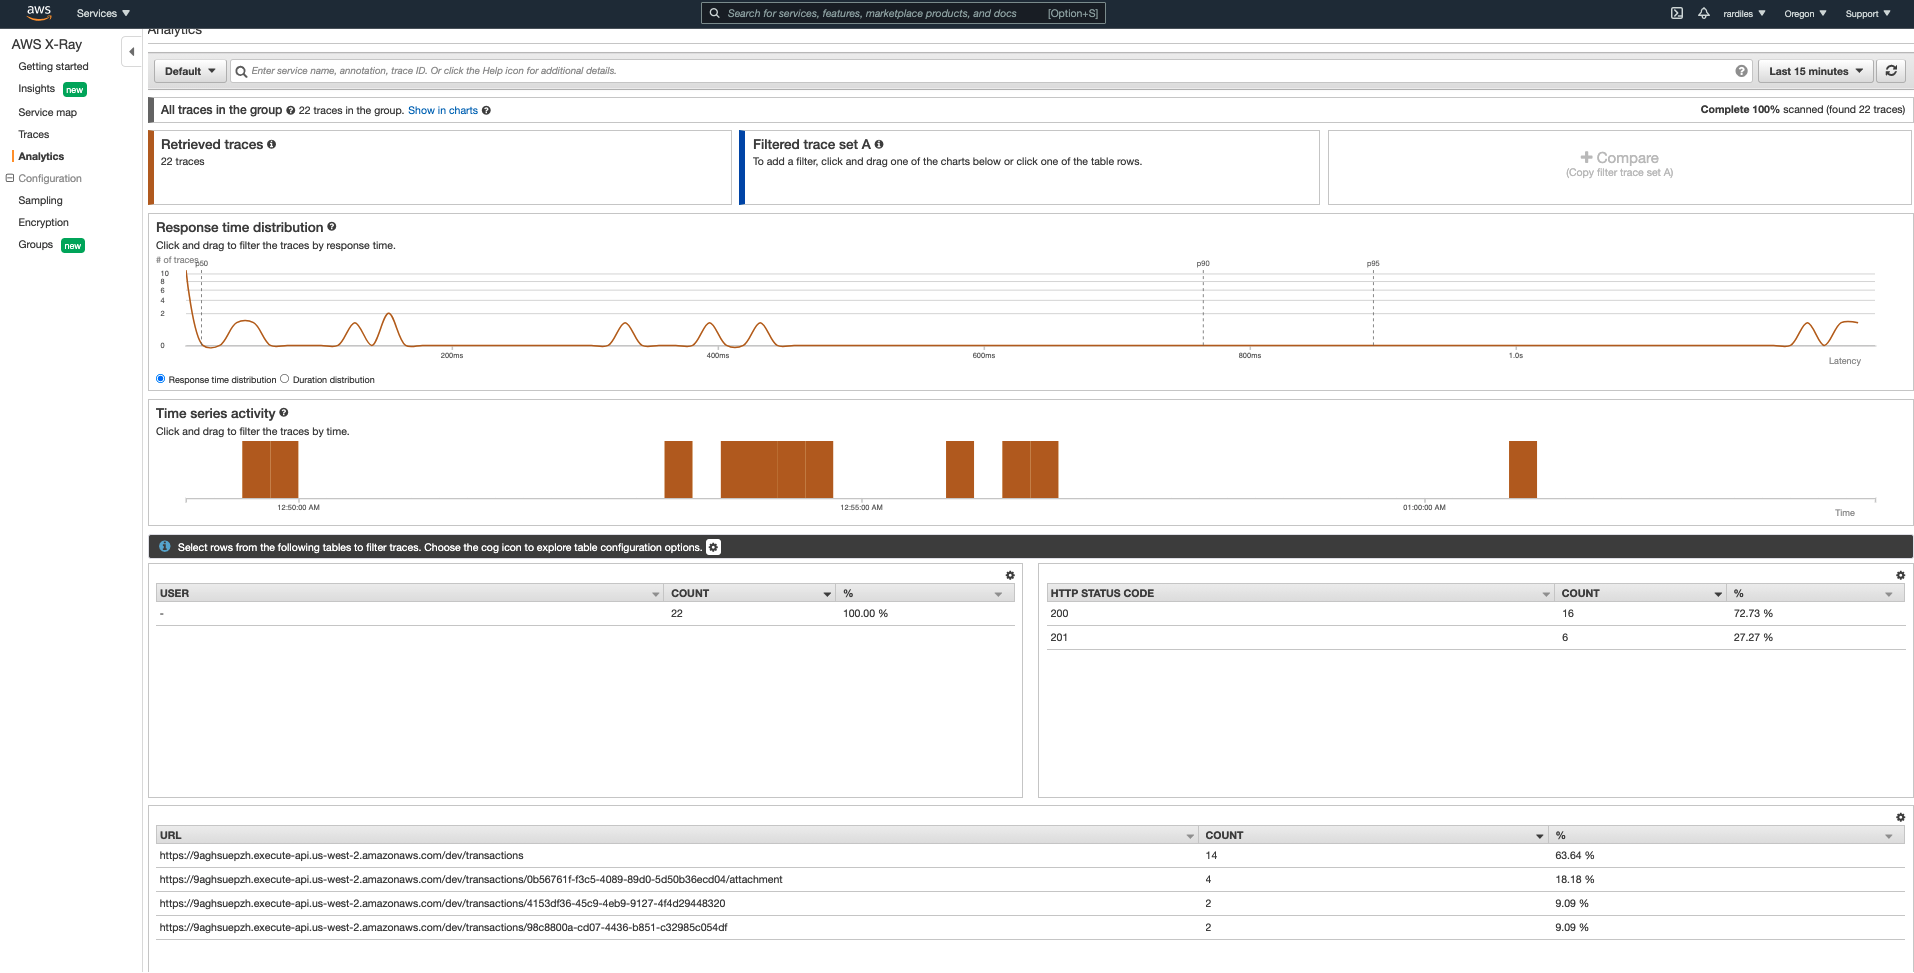 aws Services Search for services, features, marketplace products, and docs [Option+S] rardiles Oregon Support
AWS X-Ray
Getting started
Insights new
Service map
Traces
Analytics
Configuration
Sampling
Encryption
Groups new
Analytics
Default Enter service name, annotation, trace ID. Or click the Help icon for additional details. Last 15 minutes
All traces in the group 22 traces in the group. Show in charts Complete 100% scanned (found 22 traces)
Retrieved traces
22 traces
Filtered trace set A
To add a filter, click and drag one of the charts below or click one of the table rows.
Compare
(Copy filter trace set A)
Response time distribution
Click and drag to filter the traces by response time.
# of traces
p50 p90 p95
10
8
6
4
2
0
200ms 400ms 600ms 800ms 1.0s
Latency
Response time distribution Duration distribution
Time series activity
Click and drag to filter the traces by time.
12:50:00 AM 12:55:00 AM 01:00:00 AM
Time
Select rows from the following tables to filter traces. Choose the cog icon to explore table configuration options.
USER COUNT %
- 22 100.00 %
HTTP STATUS CODE COUNT %
200 16 72.73 %
201 6 27.27 %
URL COUNT %
https://9aghsuepzh.execute-api.us-west-2.amazonaws.com/dev/transactions 14 63.64 %
https://9aghsuepzh.execute-api.us-west-2.amazonaws.com/dev/transactions/0b56761f-f3c5-4089-89d0-5d50b36ecd04/attachment 4 18.18 %
https://9aghsuepzh.execute-api.us-west-2.amazonaws.com/dev/transactions/4153df36-45c9-4eb9-9127-4f4d29448320 2 9.09 %
https://9aghsuepzh.execute-api.us-west-2.amazonaws.com/dev/transactions/98c8800a-cd07-4436-b851-c32985c054df 2 9.09 %